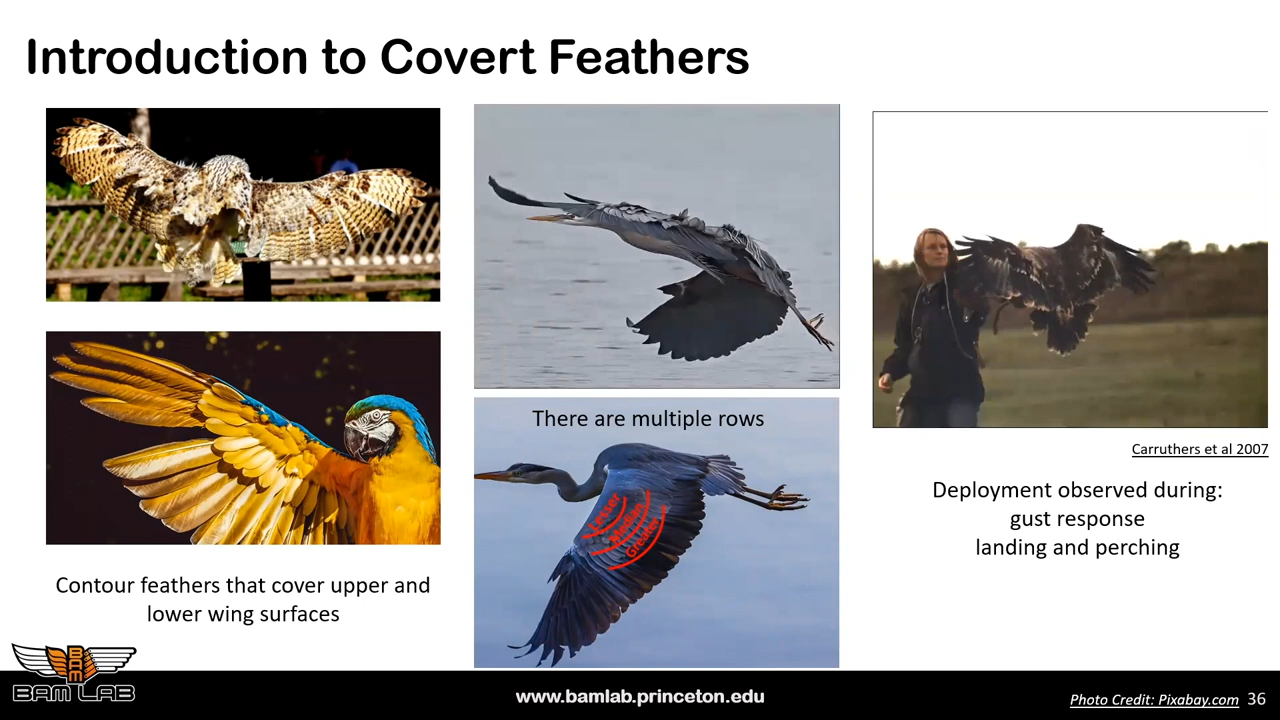 Introduction to Covert Feathers
Contour feathers that cover upper and
lower wing surfaces
There are multiple rows
Lesser
Median
Greater
Carruthers et al 2007
Deployment observed during:
gust response
landing and perching
BAM
BAM LAB
www.bamlab.princeton.edu
Photo Credit: Pixabay.com
36